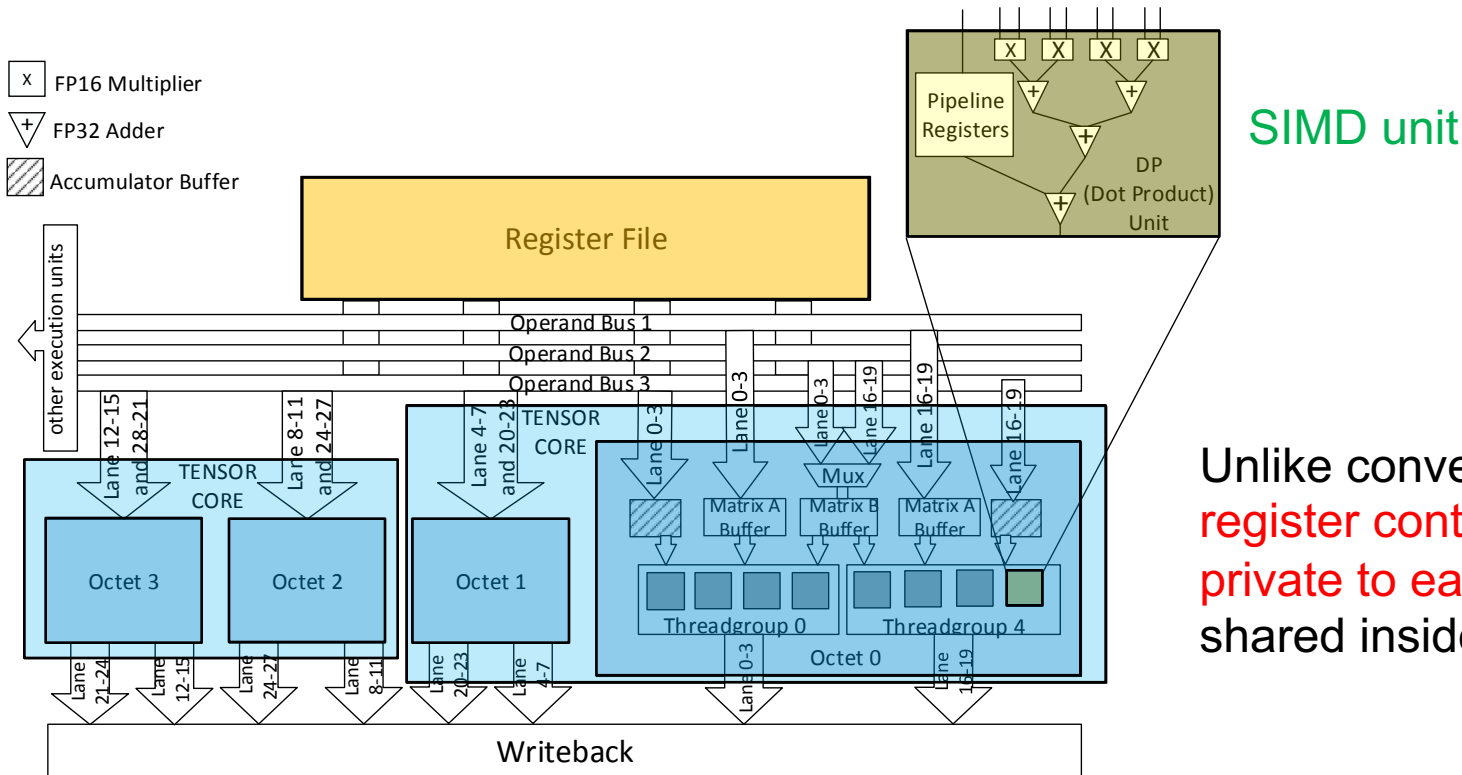 X FP16 Multiplier
+ FP32 Adder
Accumulator Buffer
X X X X
+ +
Pipeline
Registers
+
DP
(Dot Product)
Unit
+
SIMD unit
Register File
other execution units
Operand Bus 1
Operand Bus 2
Operand Bus 3
Lane 12-15
and 28-21
Lane 8-11
and 24-27
Lane 4-7
and 20-23
Lane 0-3
Lane 0-3
Lane 0-3
Lane 16-19
Lane 16-19
Lane 16-19
TENSOR
CORE
TENSOR
CORE
Mux
Matrix A
Buffer
Matrix B
Buffer
Matrix A
Buffer
Octet 3
Octet 2
Octet 1
Threadgroup 0
Threadgroup 4
Octet 0
Lane
21-24
Lane
12-15
Lane
24-27
Lane
8-11
Lane
20-23
Lane
4-7
Lane 0-3
Lane
16-19
Writeback
Unlike conve
register cont
private to ea
shared inside